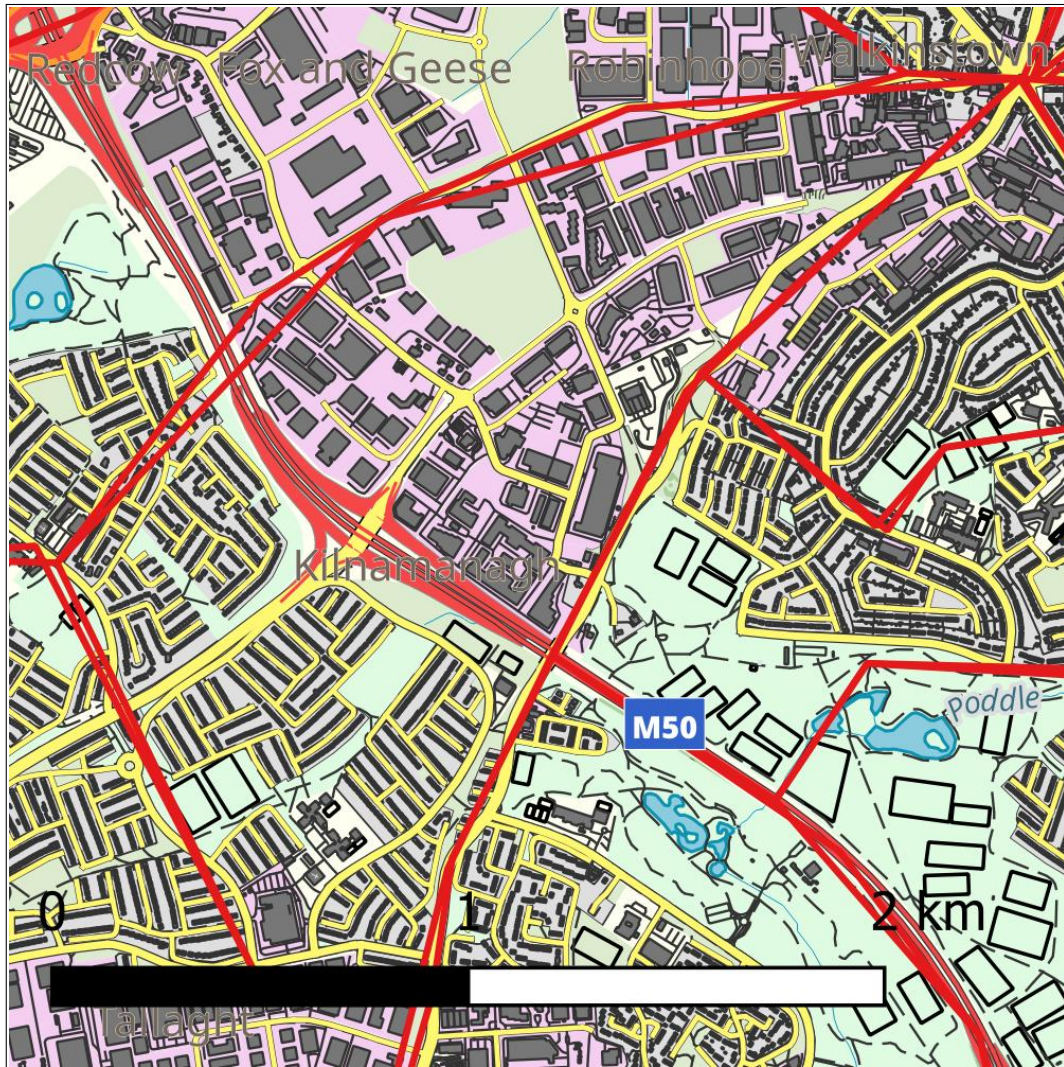 Redcow
Fox and Geese
Robinhood
Walkinstown
Kilnamanagh
M50
Poddle
0 1 2 km
Tallaght